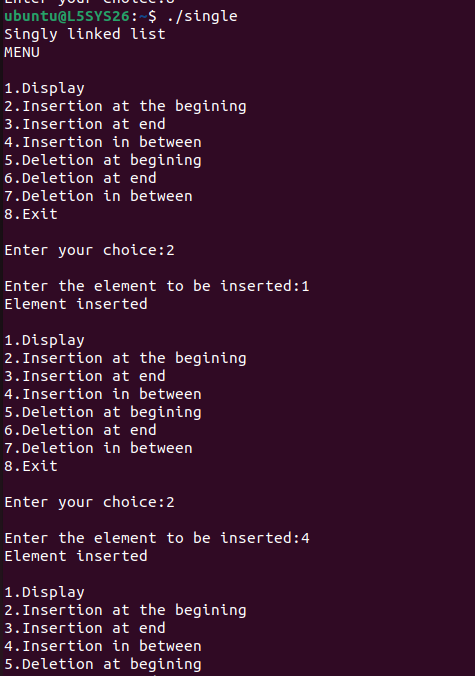 Enter your choice:8
ubuntu@L5SYS26:~$ ./single
Singly linked list
MENU
1.Display
2.Insertion at the begining
3.Insertion at end
4.Insertion in between
5.Deletion at begining
6.Deletion at end
7.Deletion in between
8.Exit
Enter your choice:2
Enter the element to be inserted:1
Element inserted
1.Display
2.Insertion at the begining
3.Insertion at end
4.Insertion in between
5.Deletion at begining
6.Deletion at end
7.Deletion in between
8.Exit
Enter your choice:2
Enter the element to be inserted:4
Element inserted
1.Display
2.Insertion at the begining
3.Insertion at end
4.Insertion in between
5.Deletion at begining